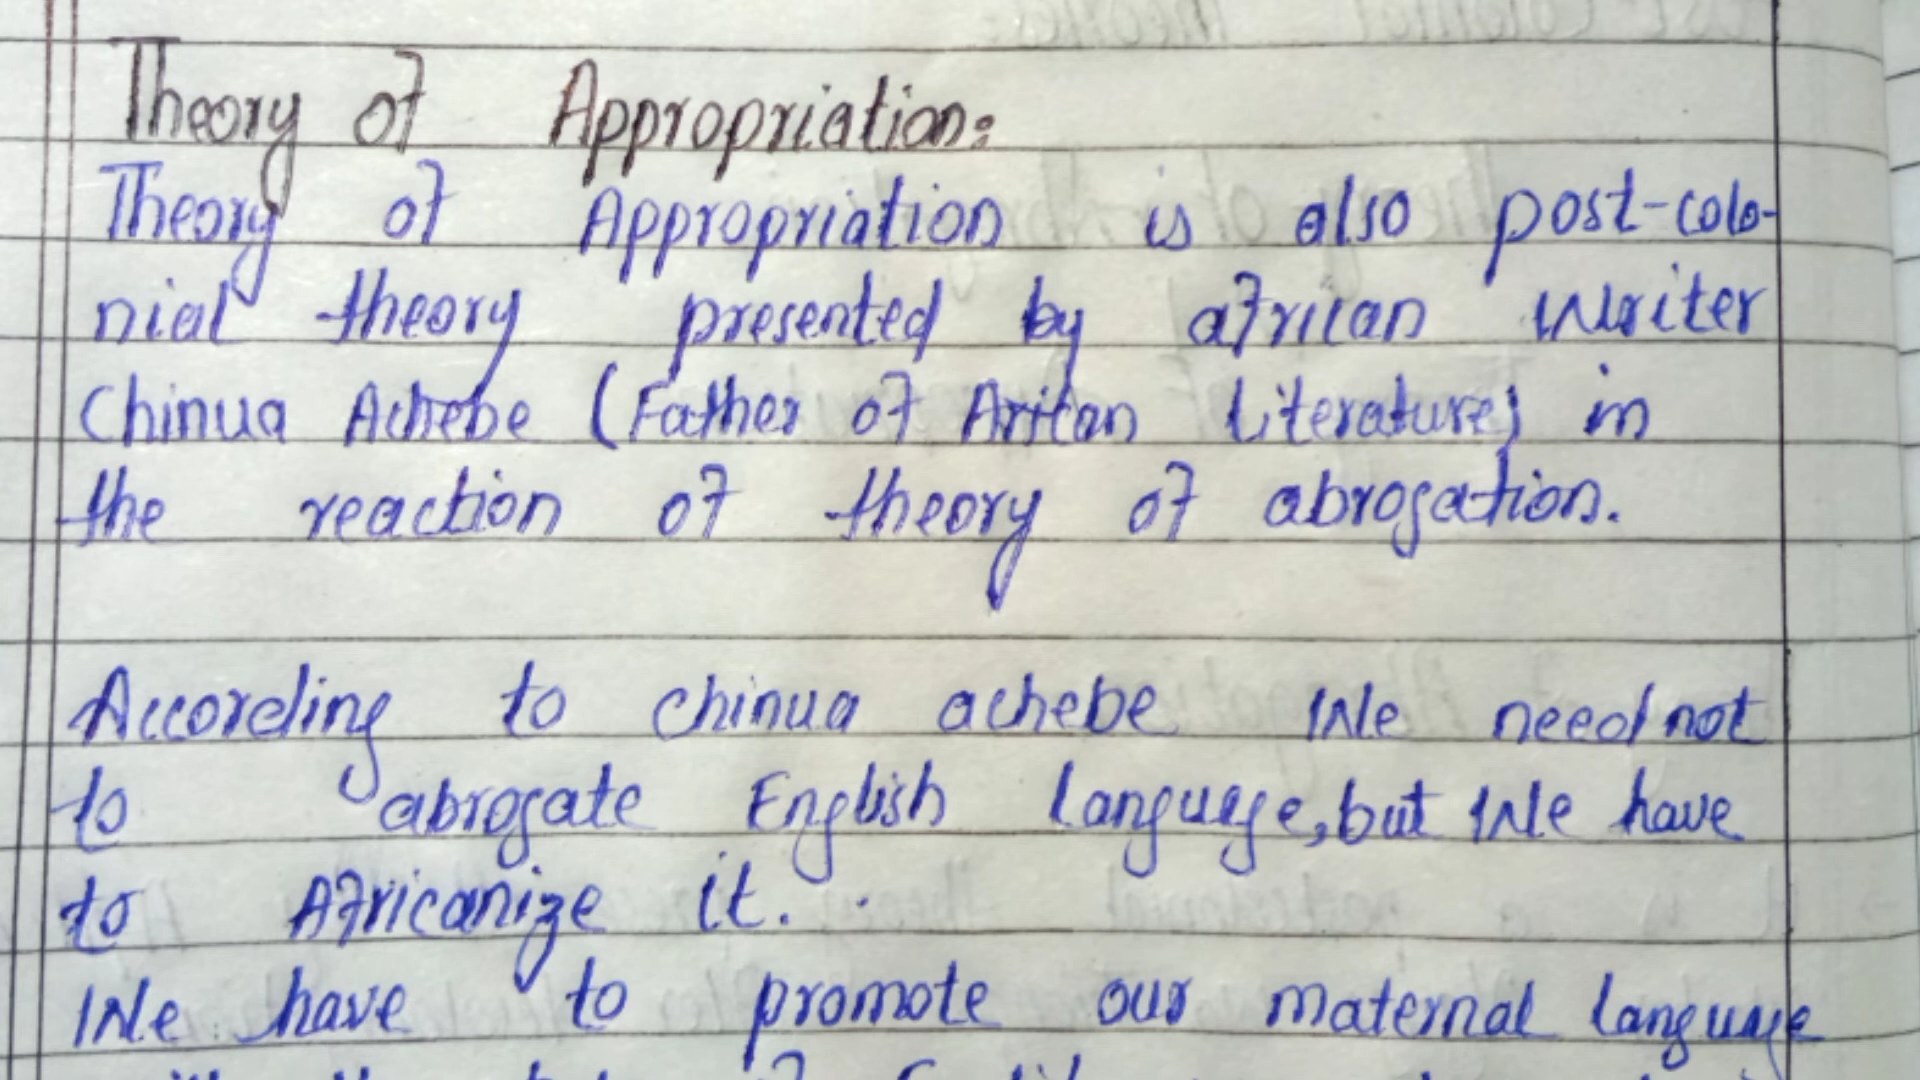 Theory of Appropriation:
Theory of Appropriation is also post-colo-
nial theory presented by african writer
Chinua Achebe (Father of Aritan Literature) in
the reaction of theory of abrogation.
According to chinua achebe We need not
to abrogate English language, but We have
to Africanize it.
We have to promote our maternal language